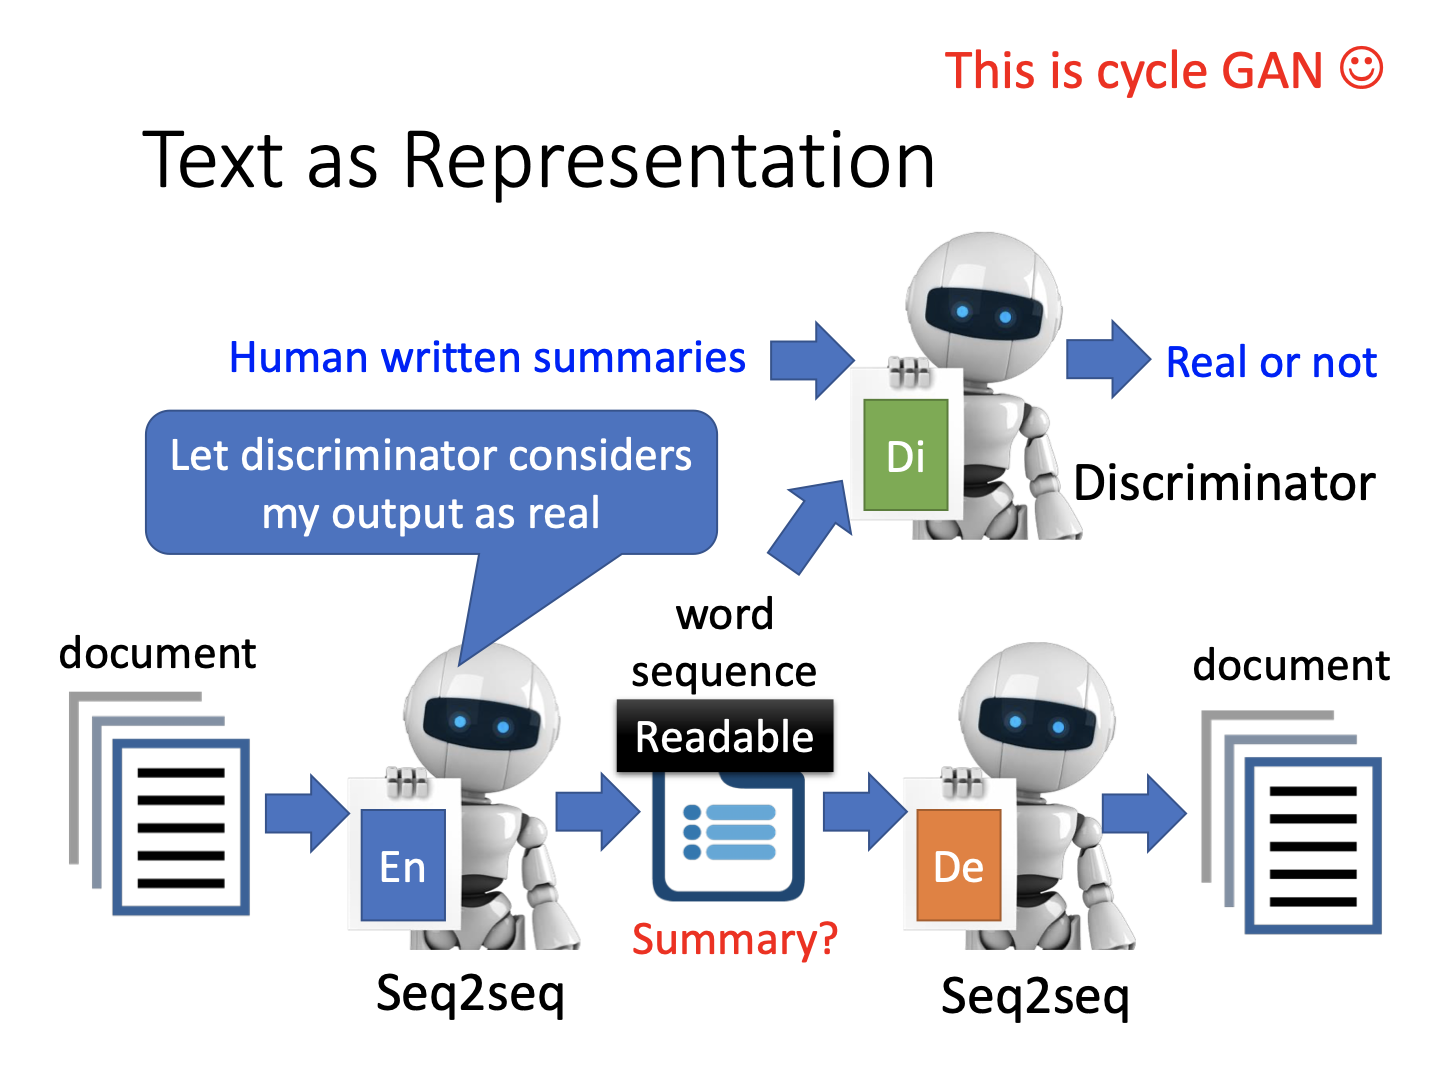 This is cycle GAN ☺
Text as Representation
Human written summaries
Real or not
Di
Discriminator
Let discriminator considers
my output as real
word
sequence
document
document
Readable
En
De
Summary?
Seq2seq
Seq2seq